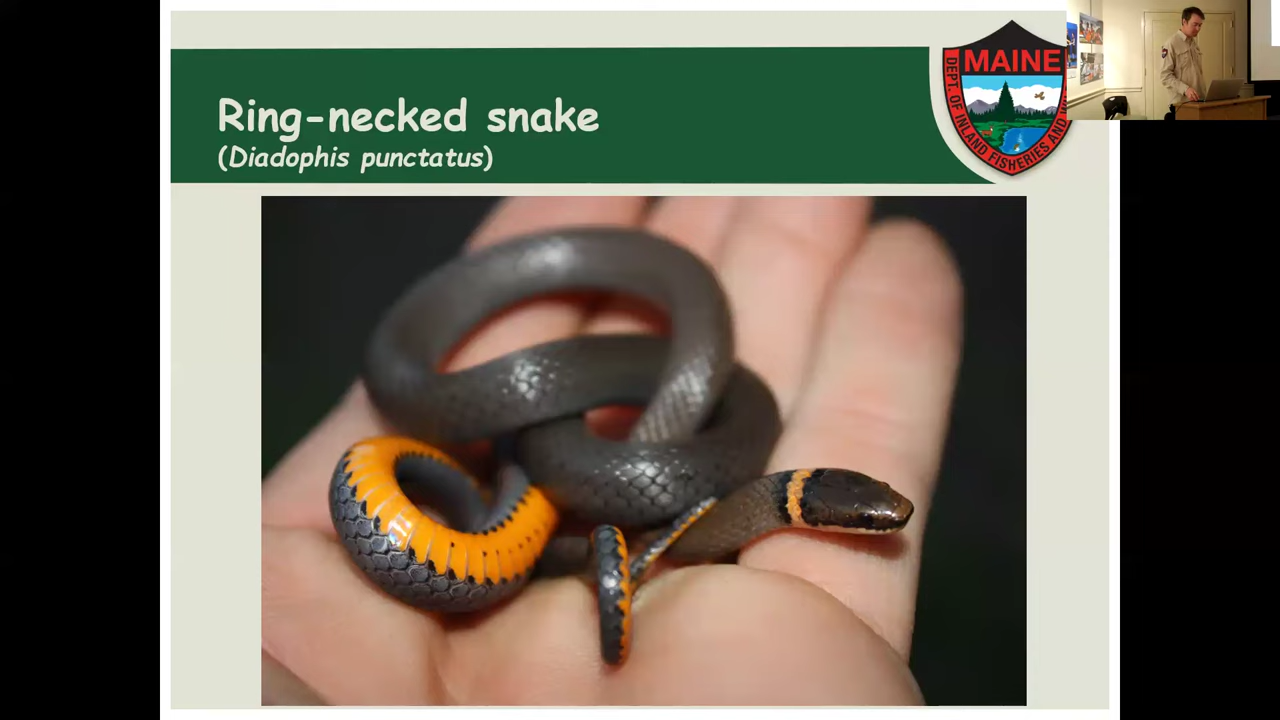 Ring-necked snake
(Diadophis punctatus)
MAINE
DEPT. OF INLAND FISHERIES AND